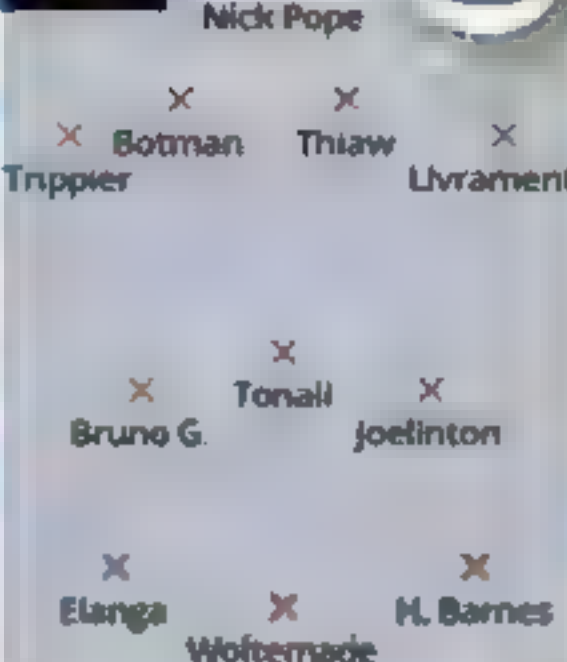 Nick Pope
Botman Thiaw
Trippier Livrament
Tonali
Bruno G. Joelinton
Elanga H. Barnes
Woltemade